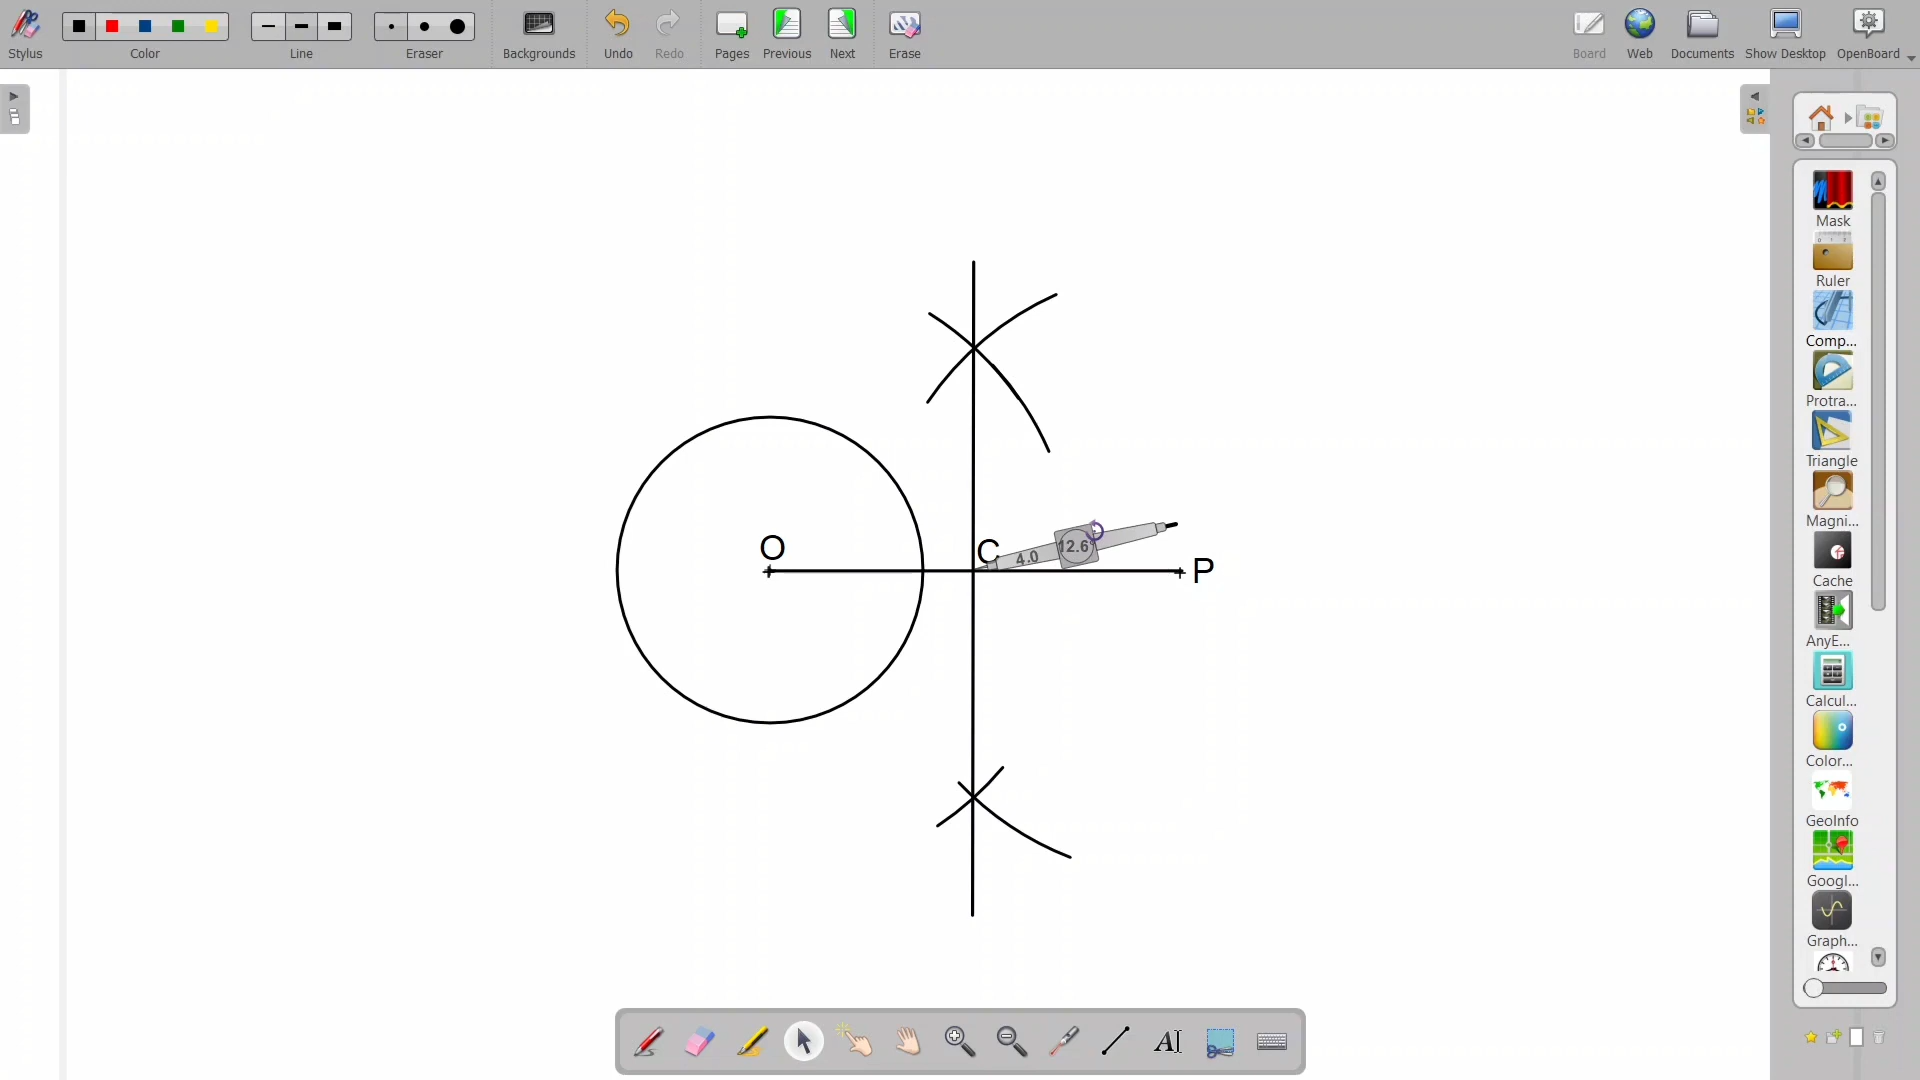 Stylus
Color
Line
Eraser
Backgrounds
Undo
Redo
Pages
Previous
Next
Erase
Board
Web
Documents
Show Desktop
OpenBoard
Mask
Ruler
Comp...
Protra...
Triangle
Magni...
Cache
AnyE...
Calcul...
Color...
GeoInfo
Googl...
Graph...
O
C
4.0
12.6°
P
A